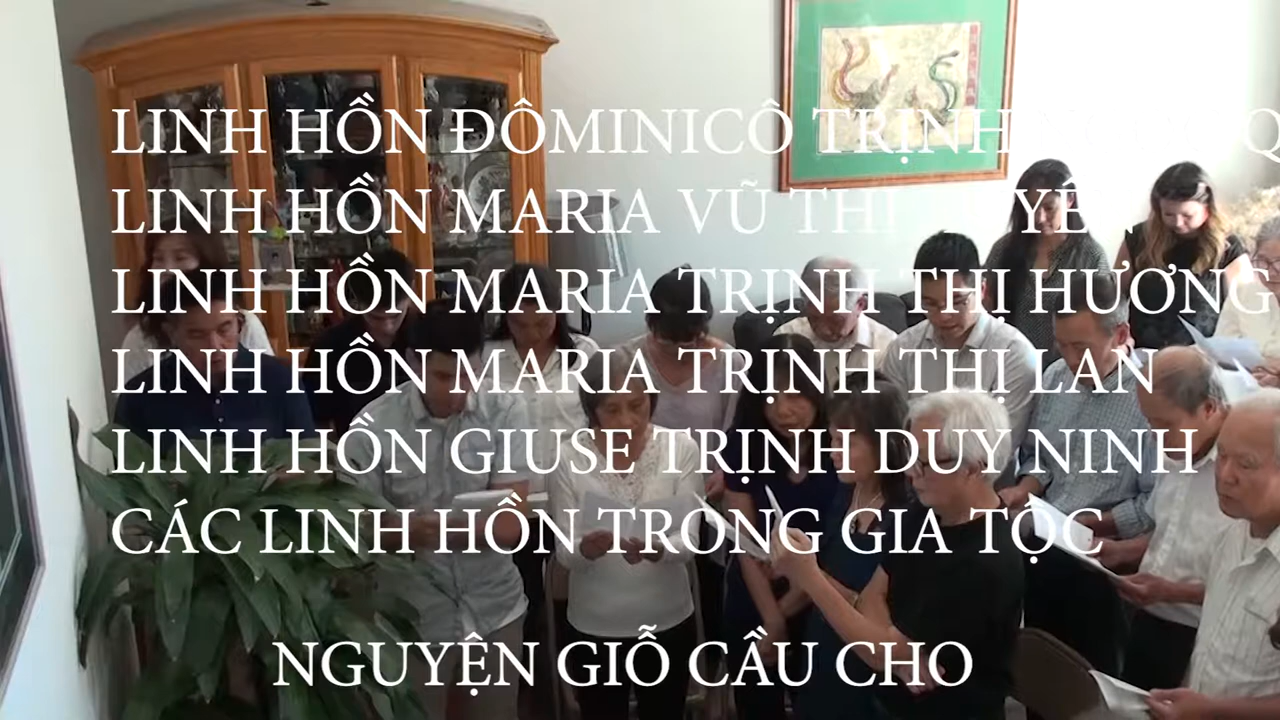 LINH HỒN ĐÔMINICÔ TRỊNH
LINH HỒN MARIA VŨ THỊ
LINH HỒN MARIA TRỊNH THỊ HƯƠNG
LINH HỒN MARIA TRỊNH THỊ LAN
LINH HỒN GIUSE TRỊNH DUY NINH
CÁC LINH HỒN TRONG GIA TỘC
NGUYỆN GIỖ CẦU CHO